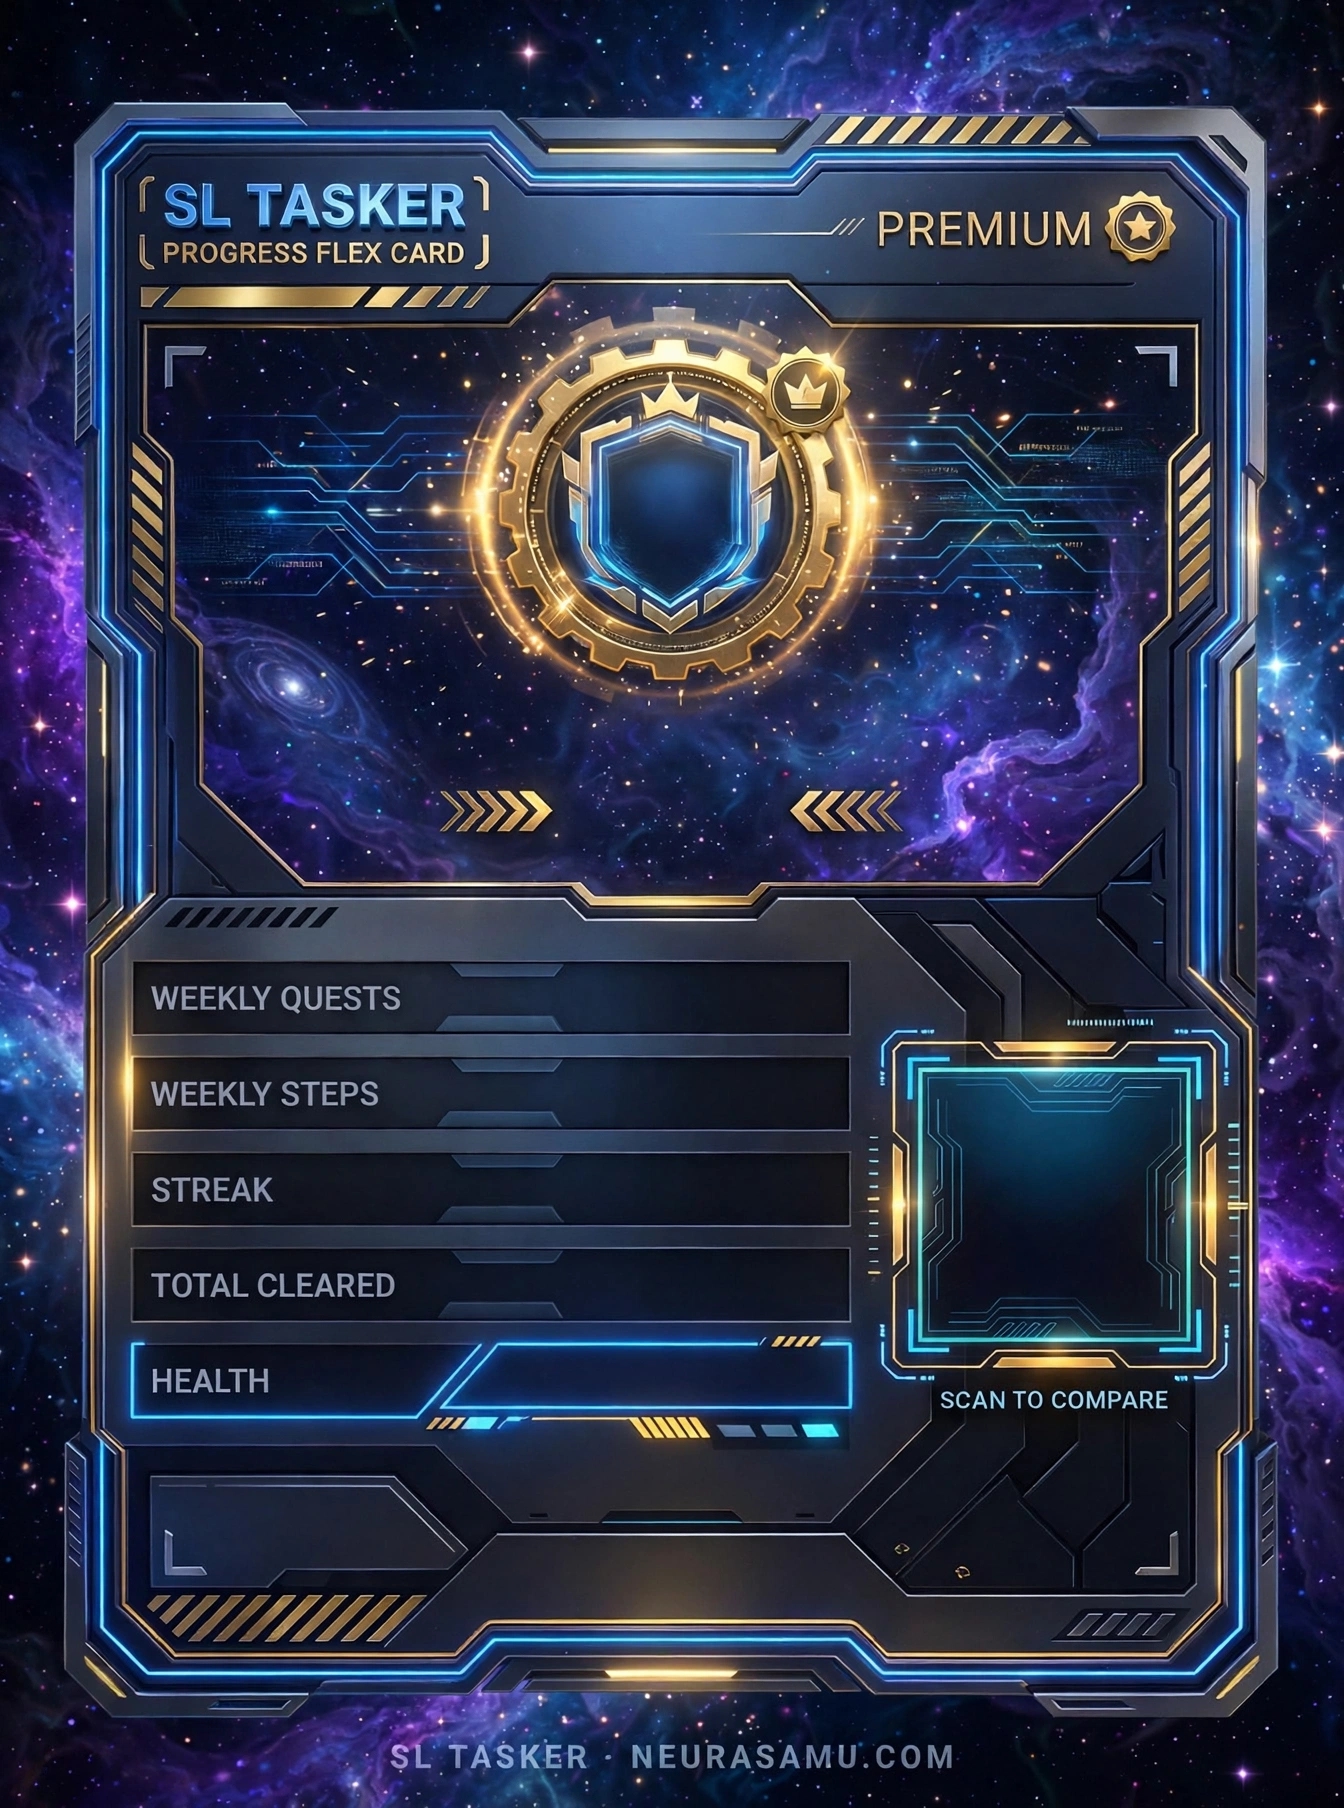 SL TASKER
PROGRESS FLEX CARD
PREMIUM
WEEKLY QUESTS
WEEKLY STEPS
STREAK
TOTAL CLEARED
HEALTH
SCAN TO COMPARE
SL TASKER · NEURASAMU.COM